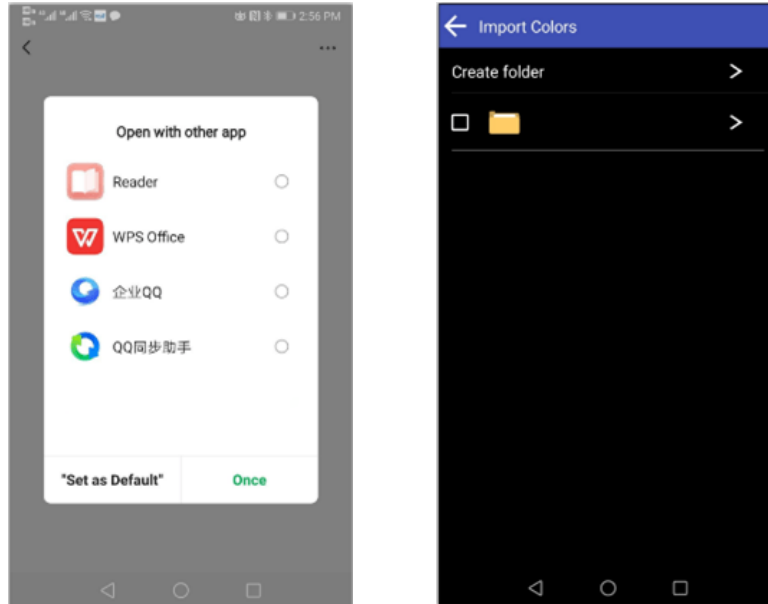 2:56 PM
Open with other app
Reader
WPS Office
企业QQ
QQ同步助手
"Set as Default"
Once
Import Colors
Create folder